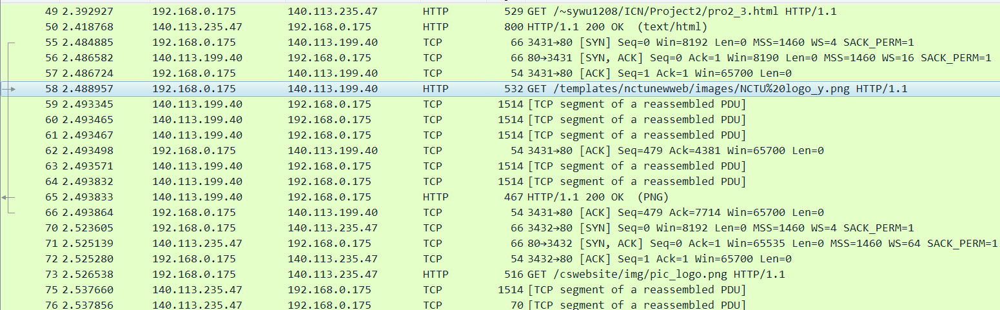 49 2.392927 192.168.0.175 140.113.235.47 HTTP 529 GET /~sywu1208/ICN/Project2/pro2_3.html HTTP/1.1
50 2.418768 140.113.235.47 192.168.0.175 HTTP 800 HTTP/1.1 200 OK (text/html)
55 2.484885 192.168.0.175 140.113.199.40 TCP 66 3431→80 [SYN] Seq=0 Win=8192 Len=0 MSS=1460 WS=4 SACK_PERM=1
56 2.486582 140.113.199.40 192.168.0.175 TCP 66 80→3431 [SYN, ACK] Seq=0 Ack=1 Win=8190 Len=0 MSS=1460 WS=16 SACK_PERM=1
57 2.486724 192.168.0.175 140.113.199.40 TCP 54 3431→80 [ACK] Seq=1 Ack=1 Win=65700 Len=0
58 2.488957 192.168.0.175 140.113.199.40 HTTP 532 GET /templates/nctunewweb/images/NCTU%20logo_y.png HTTP/1.1
59 2.493345 140.113.199.40 192.168.0.175 TCP 1514 [TCP segment of a reassembled PDU]
60 2.493465 140.113.199.40 192.168.0.175 TCP 1514 [TCP segment of a reassembled PDU]
61 2.493467 140.113.199.40 192.168.0.175 TCP 1514 [TCP segment of a reassembled PDU]
62 2.493498 192.168.0.175 140.113.199.40 TCP 54 3431→80 [ACK] Seq=479 Ack=4381 Win=65700 Len=0
63 2.493571 140.113.199.40 192.168.0.175 TCP 1514 [TCP segment of a reassembled PDU]
64 2.493832 140.113.199.40 192.168.0.175 TCP 1514 [TCP segment of a reassembled PDU]
65 2.493833 140.113.199.40 192.168.0.175 HTTP 467 HTTP/1.1 200 OK (PNG)
66 2.493864 192.168.0.175 140.113.199.40 TCP 54 3431→80 [ACK] Seq=479 Ack=7714 Win=65700 Len=0
70 2.523605 192.168.0.175 140.113.235.47 TCP 66 3432→80 [SYN] Seq=0 Win=8192 Len=0 MSS=1460 WS=4 SACK_PERM=1
71 2.525139 140.113.235.47 192.168.0.175 TCP 66 80→3432 [SYN, ACK] Seq=0 Ack=1 Win=65535 Len=0 MSS=1460 WS=64 SACK_PERM=1
72 2.525280 192.168.0.175 140.113.235.47 TCP 54 3432→80 [ACK] Seq=1 Ack=1 Win=65700 Len=0
73 2.526538 192.168.0.175 140.113.235.47 HTTP 516 GET /cswebsite/img/pic_logo.png HTTP/1.1
75 2.537660 140.113.235.47 192.168.0.175 TCP 1514 [TCP segment of a reassembled PDU]
76 2.537856 140.113.235.47 192.168.0.175 TCP 70 [TCP segment of a reassembled PDU]